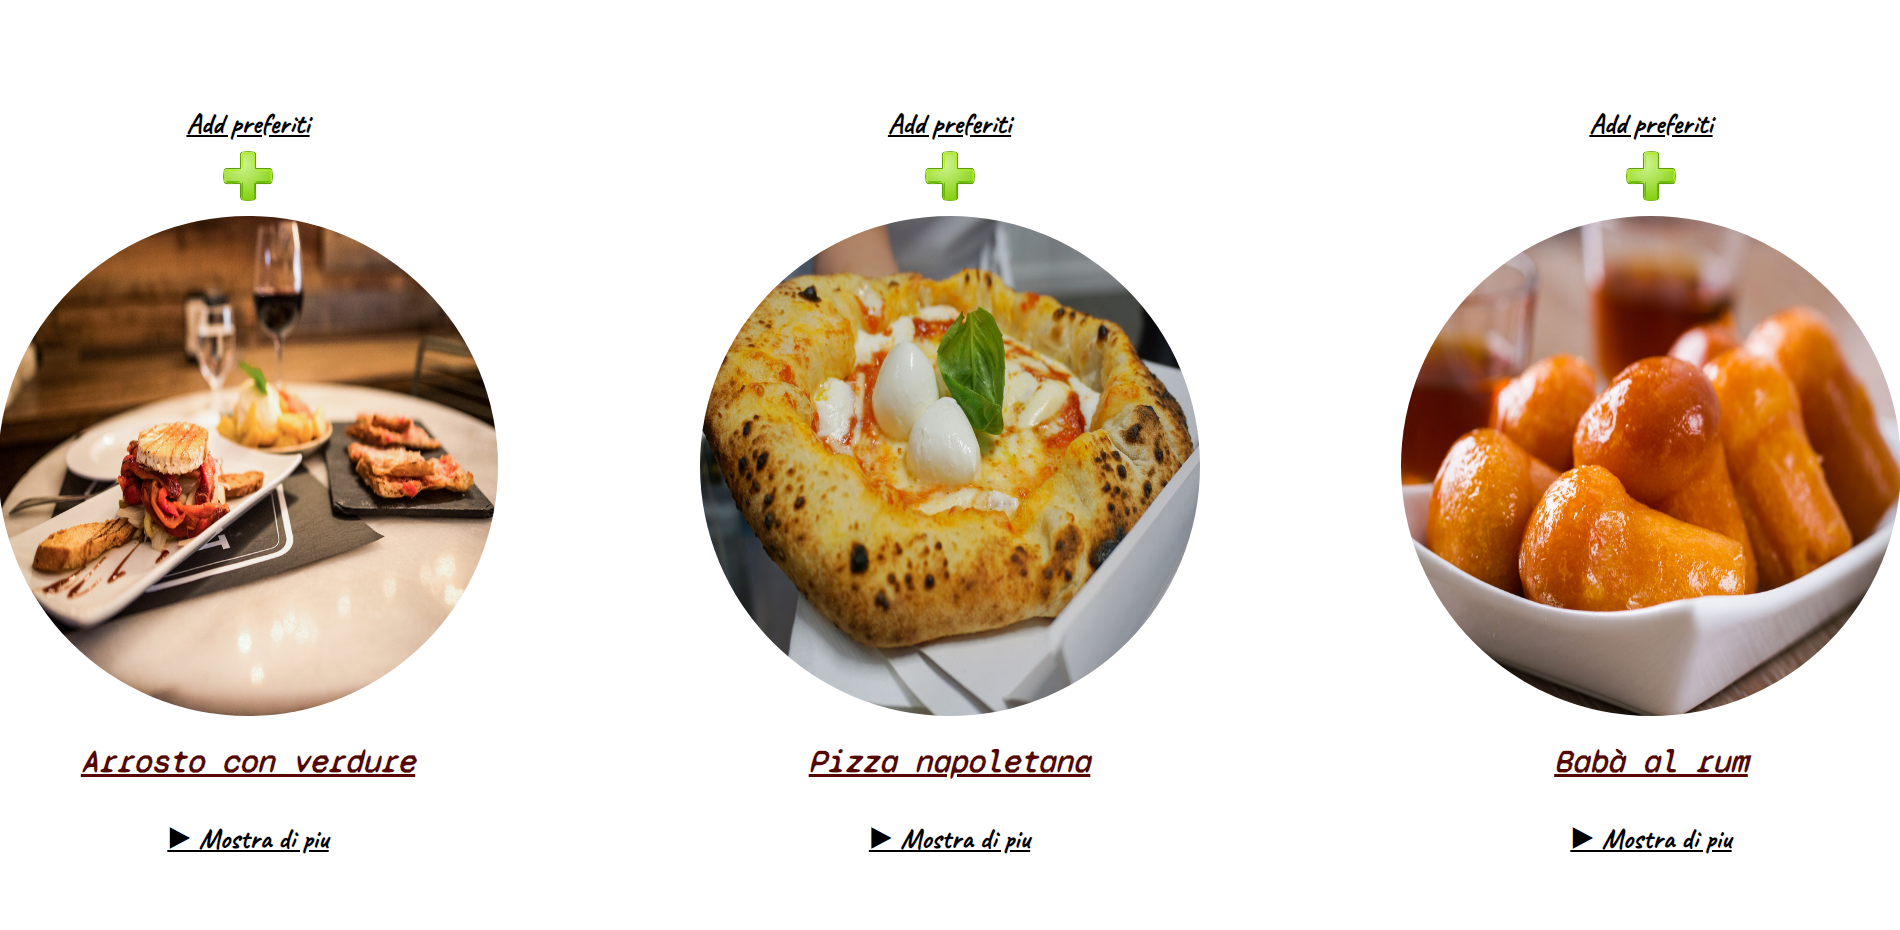 Add preferiti
Add preferiti
Add preferiti
Arrosto con verdure
Pizza napoletana
Babà al rum
▶ Mostra di piu
▶ Mostra di piu
▶ Mostra di piu